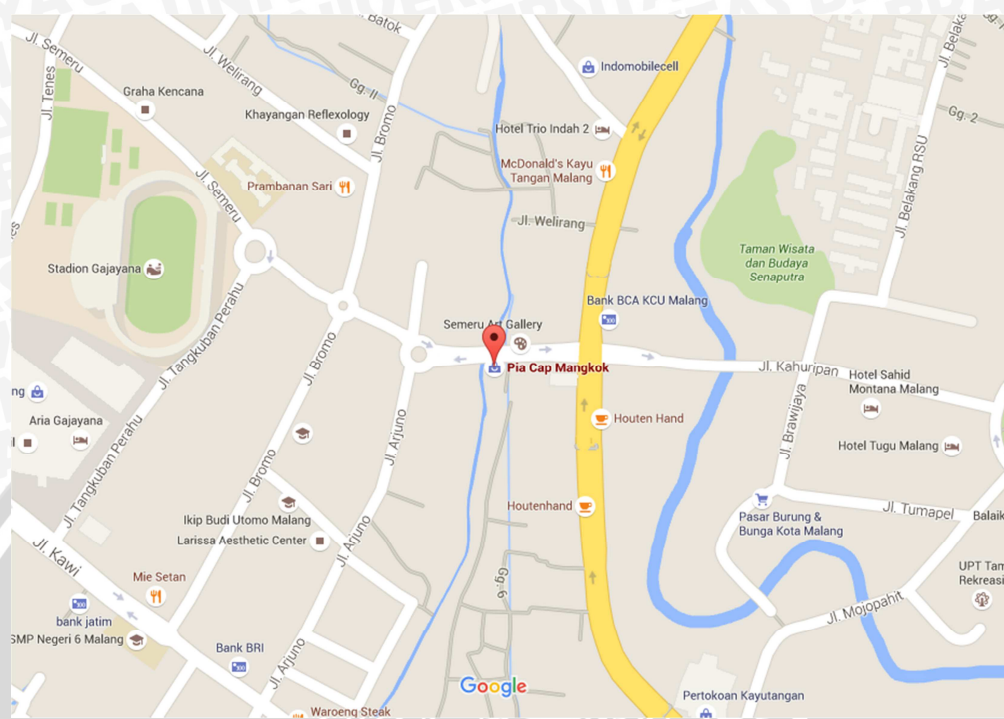 Jl. Semeru
Jl. Tenes
Graha Kencana
Jl. Welirang
Batok
Gg. II
Jl. Bromo
Khayangan Reflexology
Prambanan Sari
Jl. Semeru
Stadion Gajayana
Indomobilecell
Hotel Trio Indah 2
McDonald's Kayu
Tangan Malang
Jl. Welirang
Jl. Belaka
Gg. 2
Jl. Belakang RSU
Taman Wisata
dan Budaya
Senaputra
Bank BCA KCU Malang
Semeru Art Gallery
Pia Cap Mangkok
Jl. Kahuripan
Hotel Sahid
Montana Malang
Jl. Tangkuban Perahu
Jl. Bromo
Jl. Arjuno
ng
Aria Gajayana
Jl. Tangkuban Perahu
Houten Hand
Jl. Brawijaya
Hotel Tugu Malang
Jl. Bromo
Ikip Budi Utomo Malang
Larissa Aesthetic Center
Houtenhand
Pasar Burung &
Bunga Kota Malang
Jl. Tumapel
Balaik
Jl. Kawi
Jl. Arjuno
Mie Setan
Gg. 6
UPT Tam
Rekreasi
bank jatim
SMP Negeri 6 Malang
Jl. Mojopahit
Bank BRI
Jl. Arjuno
Google
Waroeng Steak
Pertokoan Kayutangan